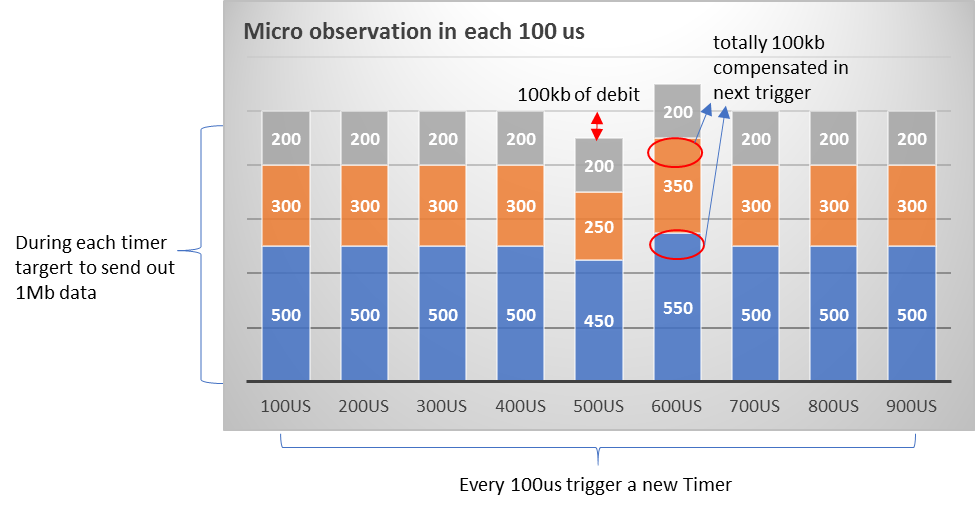 Micro observation in each 100 us
totally 100kb
compensated in
next trigger
100kb of debit
200 200 200 200 200 200 200 200 200
300 300 300 300 250 350 300 300 300
500 500 500 500 450 550 500 500 500
During each timer
targert to send out
1Mb data
100US 200US 300US 400US 500US 600US 700US 800US 900US
Every 100us trigger a new Timer